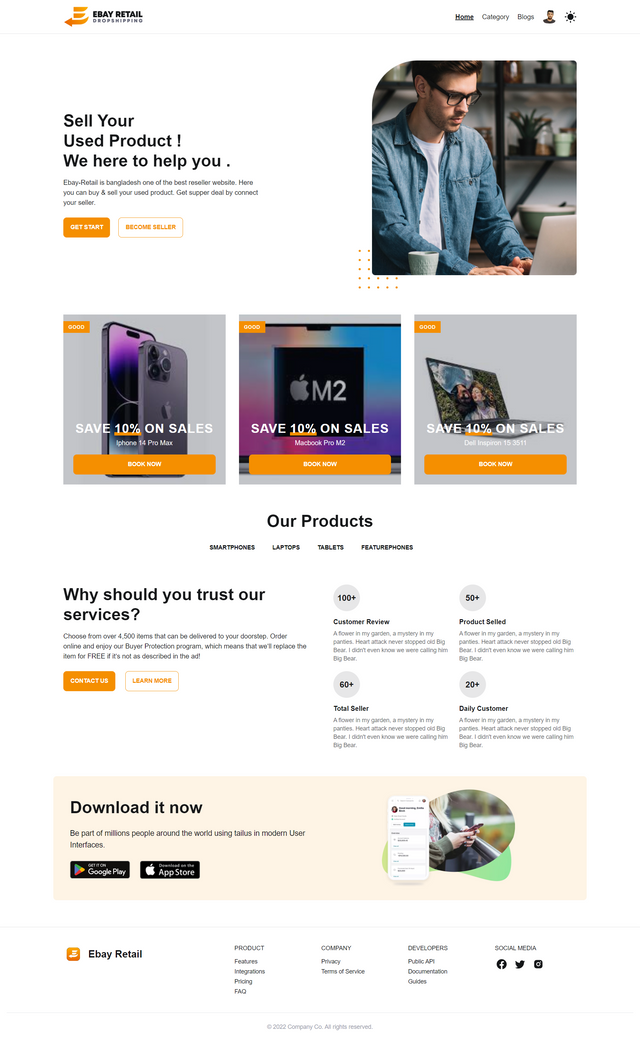 EBAY RETAIL
DROPSHIPPING
Home
Category
Blogs
Sell Your
Used Product !
We here to help you .
Ebay-Retail is bangladesh one of the best reseller website. Here
you can buy & sell your used product. Get supper deal by connect
your seller.
GET START
BECOME SELLER
GOOD
SAVE 10% ON SALES
Iphone 14 Pro Max
BOOK NOW
GOOD
M2
SAVE 10% ON SALES
Macbook Pro M2
BOOK NOW
GOOD
SAVE 10% ON SALES
Dell Inspiron 15 3511
BOOK NOW
Our Products
SMARTPHONES
LAPTOPS
TABLETS
FEATUREPHONES
Why should you trust our
services?
Choose from over 4,500 items that can be delivered to your doorstep. Order
online and enjoy our Buyer Protection program, which means that we'll replace the
item for FREE if it's not as described in the ad!
CONTACT US
LEARN MORE
100+
Customer Review
A flower in my garden, a mystery in my
panties. Heart attack never stopped old Big
Bear. I didn't even know we were calling him
Big Bear.
50+
Product Selled
A flower in my garden, a mystery in my
panties. Heart attack never stopped old Big
Bear. I didn't even know we were calling him
Big Bear.
60+
Total Seller
A flower in my garden, a mystery in my
panties. Heart attack never stopped old Big
Bear. I didn't even know we were calling him
Big Bear.
20+
Daily Customer
A flower in my garden, a mystery in my
panties. Heart attack never stopped old Big
Bear. I didn't even know we were calling him
Big Bear.
Download it now
Be part of millions people around the world using tailus in modern User
Interfaces.
GET IT ON
Google Play
Download on the
App Store
Ebay Retail
PRODUCT
Features
Integrations
Pricing
FAQ
COMPANY
Privacy
Terms of Service
DEVELOPERS
Public API
Documentation
Guides
SOCIAL MEDIA
© 2022 Company Co. All rights reserved.